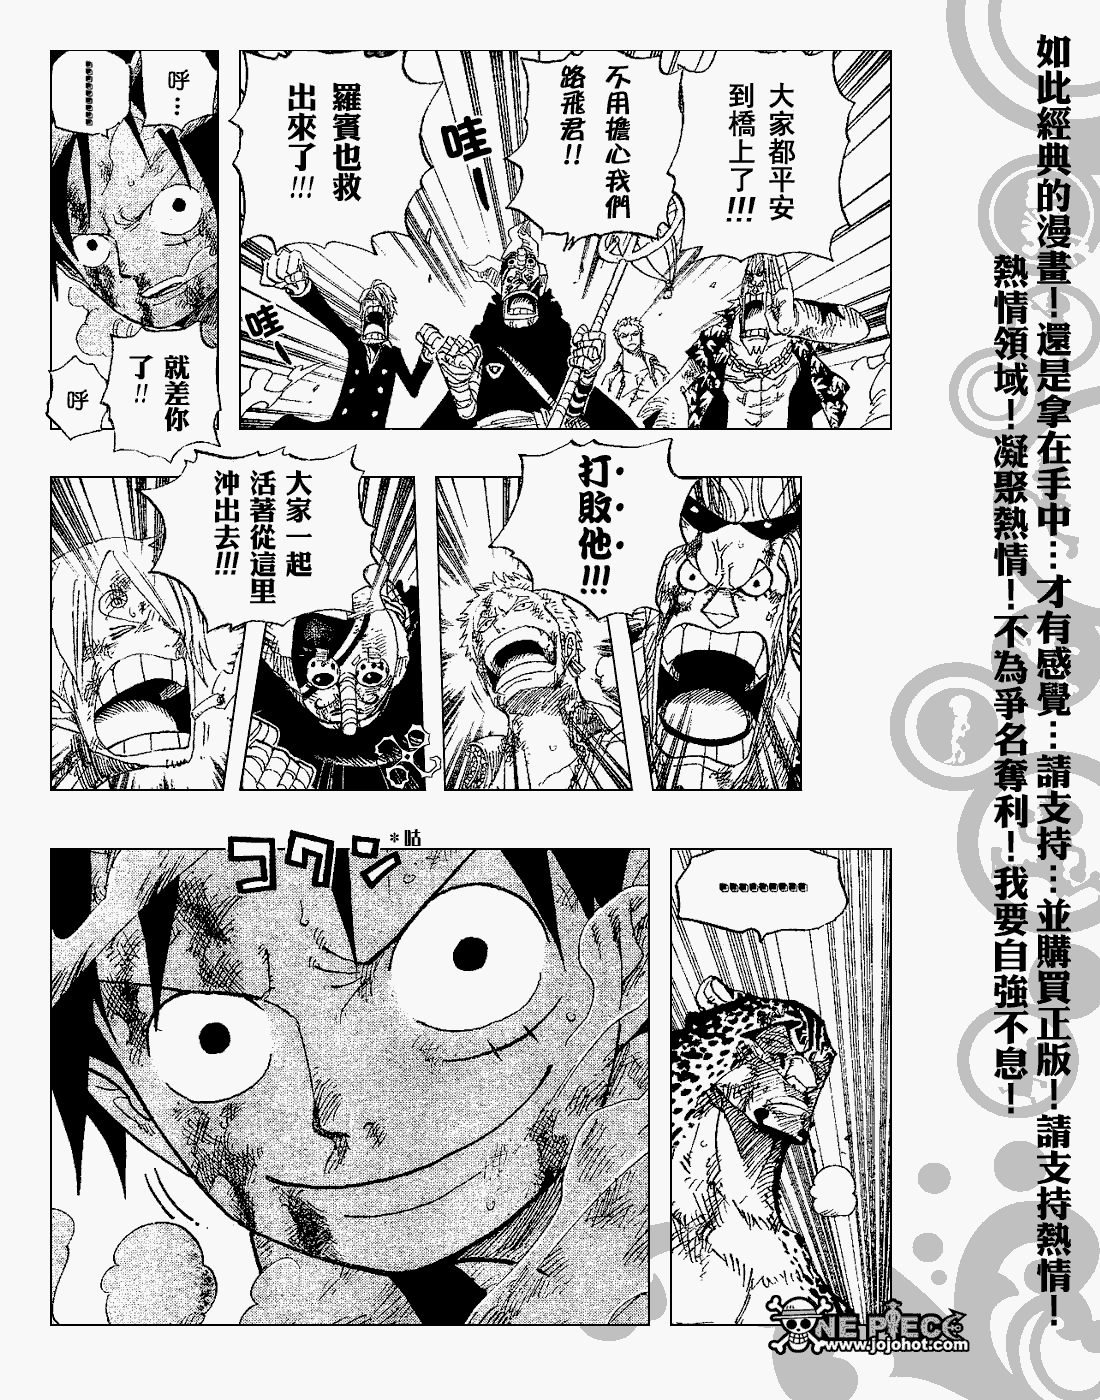 如此經典的漫畫！還是拿在手中…才有感覺…請支持…並購買正版！請支持熱情！
熱情領域！凝聚熱情！不為爭名奪利！我要自強不息！
大家都平安
到橋上了!!!
不用擔心我們
路飛君!!
哇ー
羅賓也救
出來了!!!
哇ー
呼…
………
就差你
了!!
呼
打敗他!!!
大家一起
活著從這里
沖出去!!!
………
コクン
*咕
ONE PIECE
www.jojohot.com